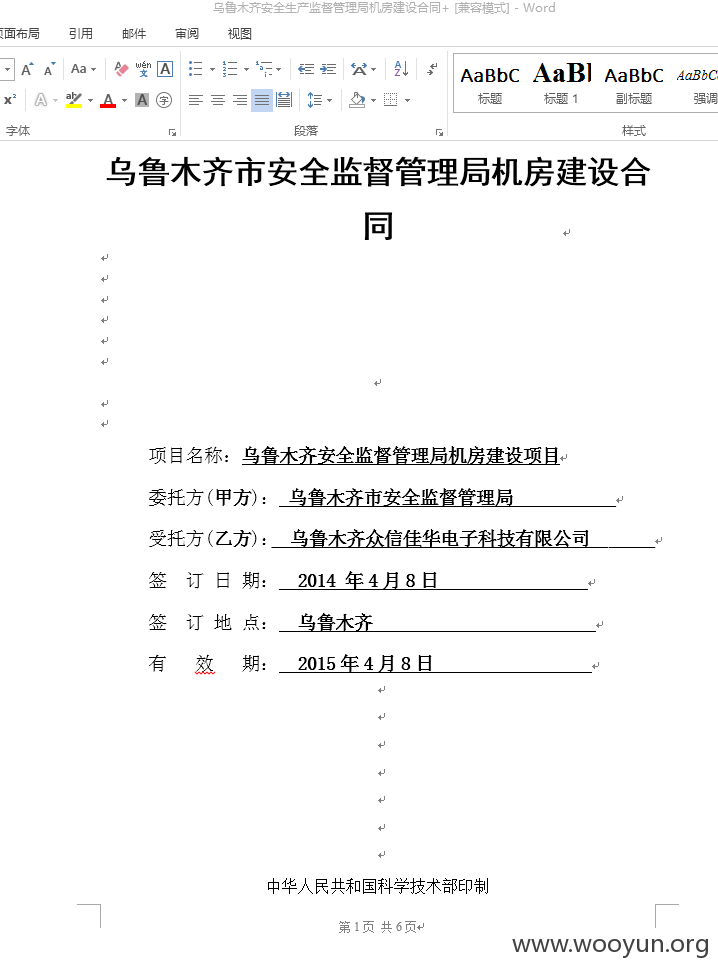 乌鲁木齐安全生产监督管理局机房建设合同+ [兼容模式] - Word
页面布局 引用 邮件 审阅 视图
Aa wén 文 A
AaBbC AaBl AaBbC AaBbC
x² A ab A A 字 标题 标题 1 副标题 强调
字体 段落 样式
乌鲁木齐市安全监督管理局机房建设合
同
项目名称：乌鲁木齐安全监督管理局机房建设项目
委托方(甲方)：乌鲁木齐市安全监督管理局
受托方(乙方)：乌鲁木齐众信佳华电子科技有限公司
签 订 日 期： 2014 年 4 月 8 日
签 订 地 点： 乌鲁木齐
有 效 期： 2015 年 4 月 8 日
中华人民共和国科学技术部印制
第 1 页 共 6 页
www.wooyun.org